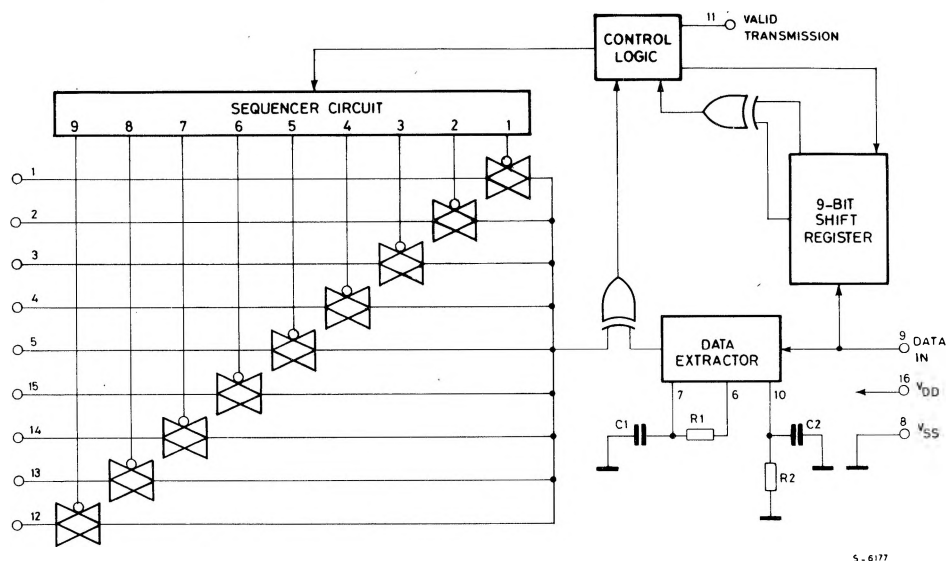 11
VALID
TRANSMISSION
CONTROL
LOGIC
SEQUENCER CIRCUIT
9 8 7 6 5 4 3 2 1
1
2
3
4
5
15
14
13
12
9-BIT
SHIFT
REGISTER
DATA
EXTRACTOR
9 DATA
IN
16 VDD
8 VSS
7 6 10
C1 R1 C2
R2
S-6177